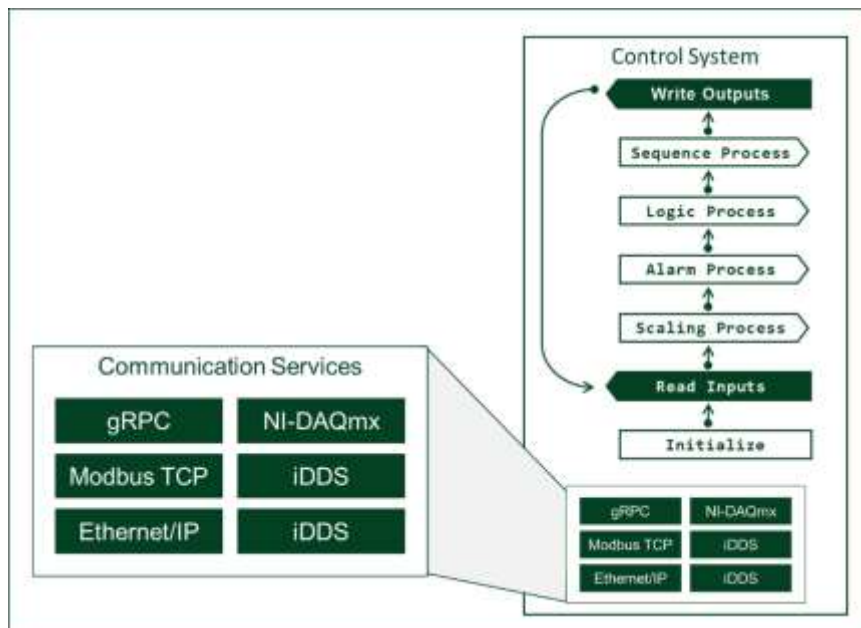 Control System
Write Outputs
Sequence Process
Logic Process
Alarm Process
Scaling Process
Read Inputs
Initialize
Communication Services
gRPC NI-DAQmx
Modbus TCP iDDS
Ethernet/IP iDDS
gRPC NI-DAQmx
Modbus TCP iDDS
Ethernet/IP iDDS